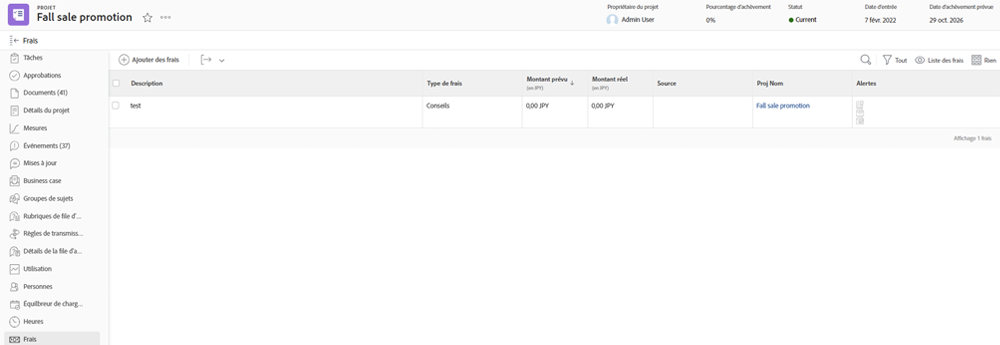 PROJET
Fall sale promotion
Propriétaire du projet
Admin User
Pourcentage d'achèvement
0%
Statut
Current
Date d'entrée
7 févr. 2022
Date d'achèvement prévue
29 oct. 2026
Frais
Tâches
Approbations
Documents (41)
Détails du projet
Mesures
Événements (37)
Mises à jour
Business case
Groupes de sujets
Rubriques de file d'...
Règles de transmiss...
Détails de la file d'a...
Utilisation
Personnes
Équilibreur de charg...
Heures
Frais
Ajouter des frais
Tout
Liste des frais
Rien
Description
Type de frais
Montant prévu
(en JPY)
Montant réel
(en JPY)
Source
Proj Nom
Alertes
test
Conseils
0,00 JPY
0,00 JPY
Fall sale promotion
Affichage 1 frais